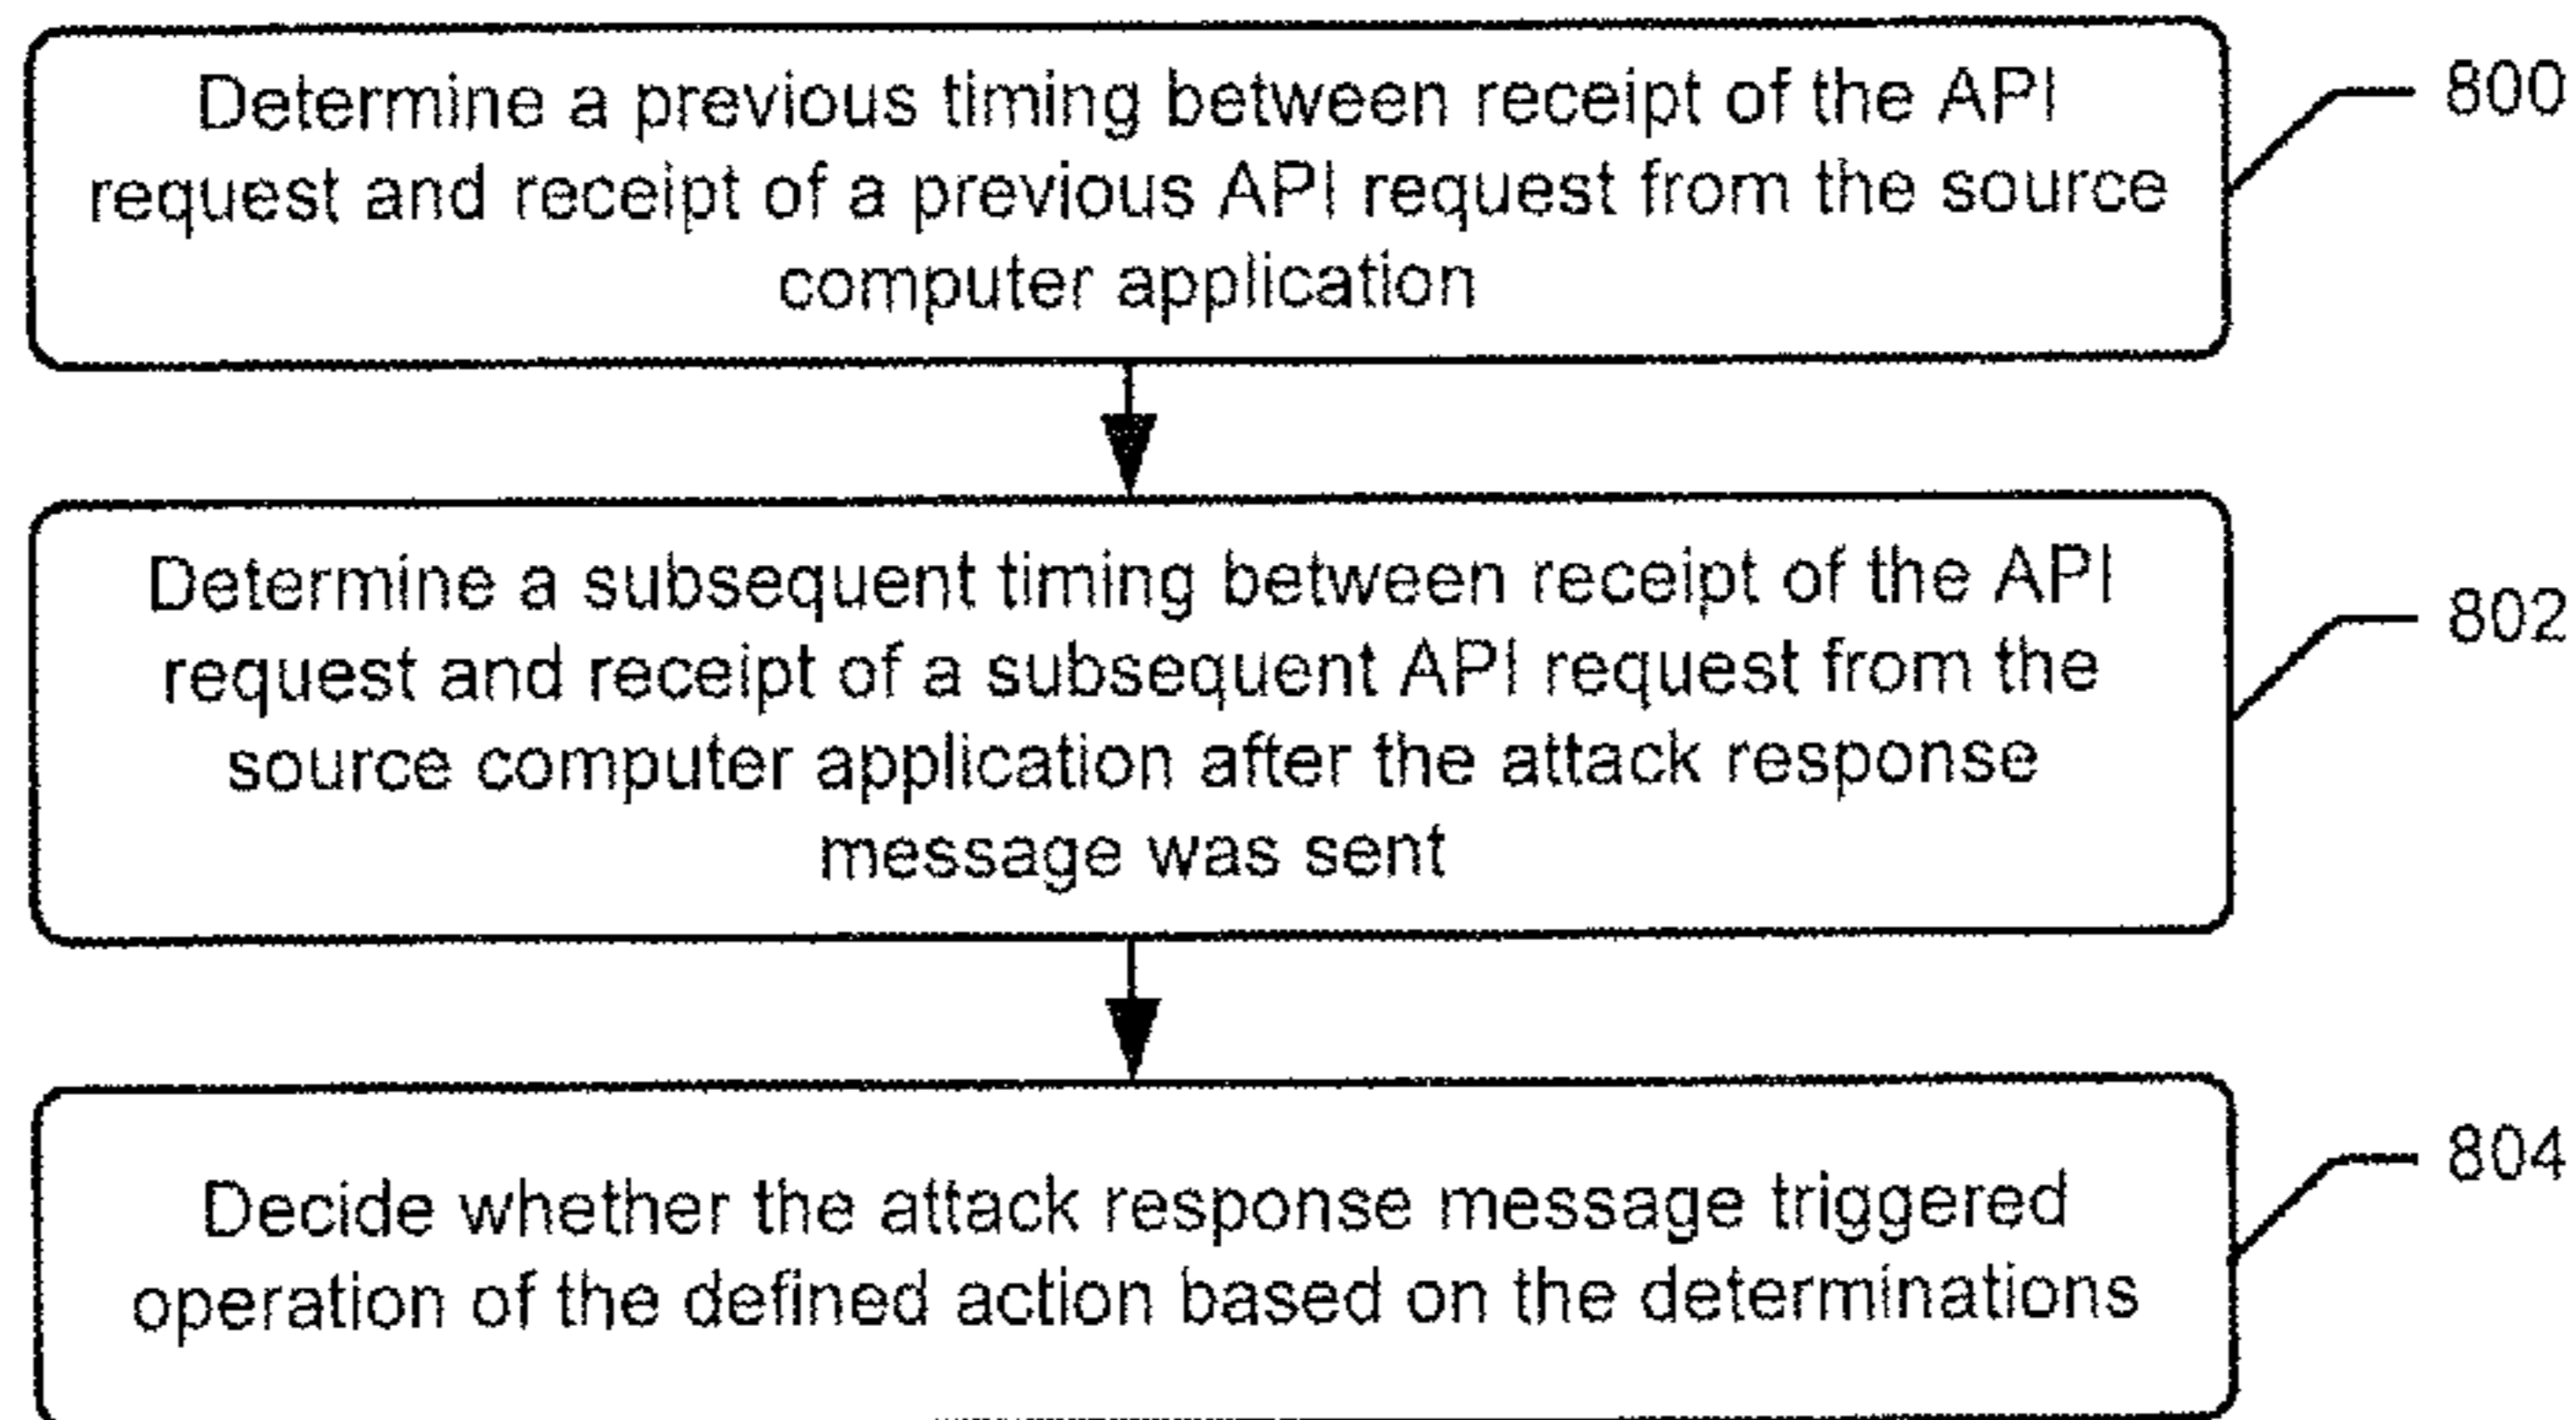 Determine a previous timing between receipt of the API
request and receipt of a previous API request from the source
computer application
800
Determine a subsequent timing between receipt of the API
request and receipt of a subsequent API request from the
source computer application after the attack response
message was sent
802
Decide whether the attack response message triggered
operation of the defined action based on the determinations
804